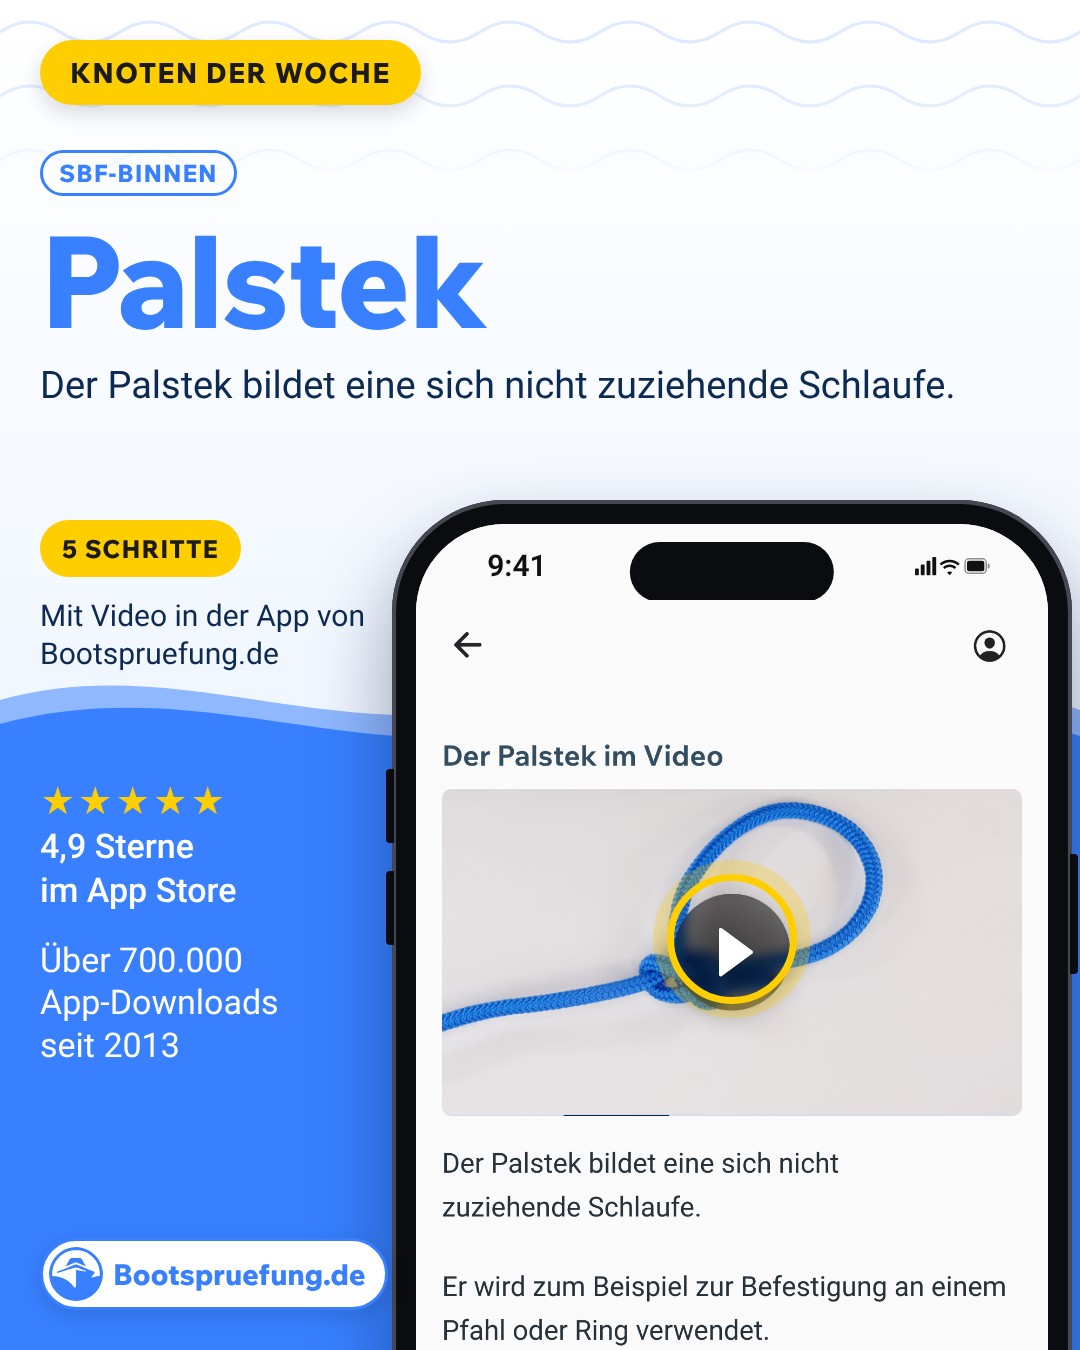 KNOTEN DER WOCHE
SBF-BINNEN
Palstek
Der Palstek bildet eine sich nicht zuziehende Schlaufe.
5 SCHRITTE
Mit Video in der App von
Bootspruefung.de
★★★★★
4,9 Sterne
im App Store
Über 700.000
App-Downloads
seit 2013
Bootspruefung.de
9:41
Der Palstek im Video
Der Palstek bildet eine sich nicht
zuziehende Schlaufe.
Er wird zum Beispiel zur Befestigung an einem
Pfahl oder Ring verwendet.